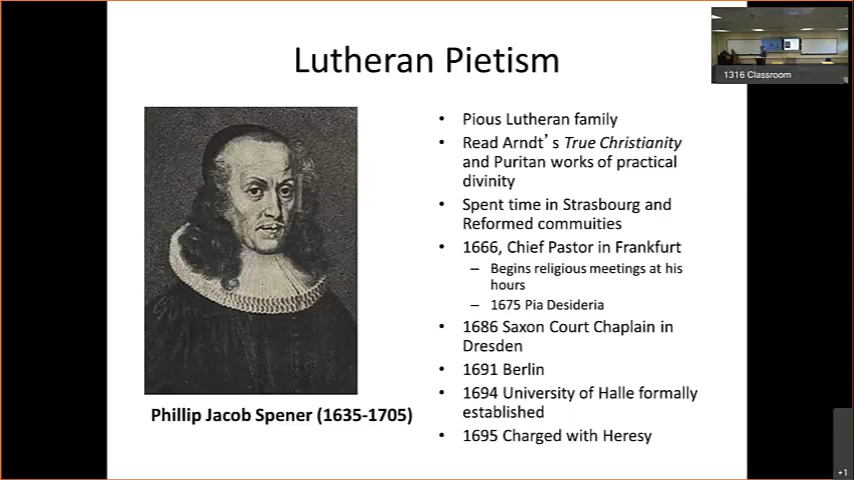 Lutheran Pietism
1316 Classroom
• Pious Lutheran family
• Read Arndt's True Christianity
and Puritan works of practical
divinity
• Spent time in Strasbourg and
Reformed commuities
• 1666, Chief Pastor in Frankfurt
– Begins religious meetings at his
hours
– 1675 Pia Desideria
• 1686 Saxon Court Chaplain in
Dresden
• 1691 Berlin
• 1694 University of Halle formally
established
• 1695 Charged with Heresy
Phillip Jacob Spener (1635-1705)
+1